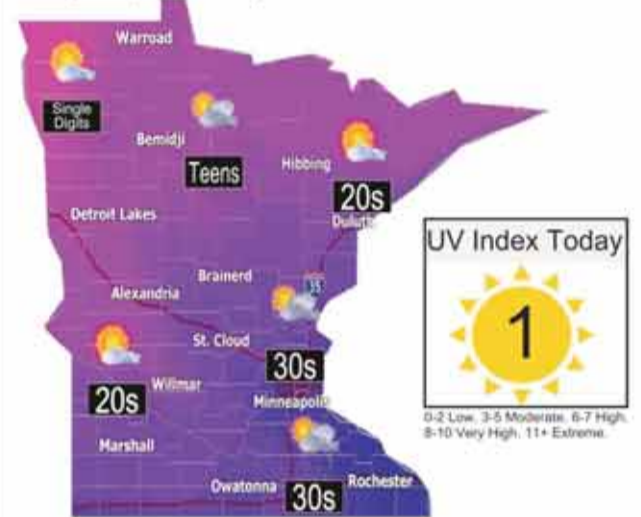 Warroad
Single
Digits
Bemidji
Teens
Hibbing
20s
Duluth
Detroit Lakes
UV Index Today
1
0-2 Low, 3-5 Moderate, 6-7 High,
8-10 Very High, 11+ Extreme.
Brainerd
35
Alexandria
St. Cloud
30s
20s
Willmar
Minneapolis
Marshall
Owatonna
30s
Rochester